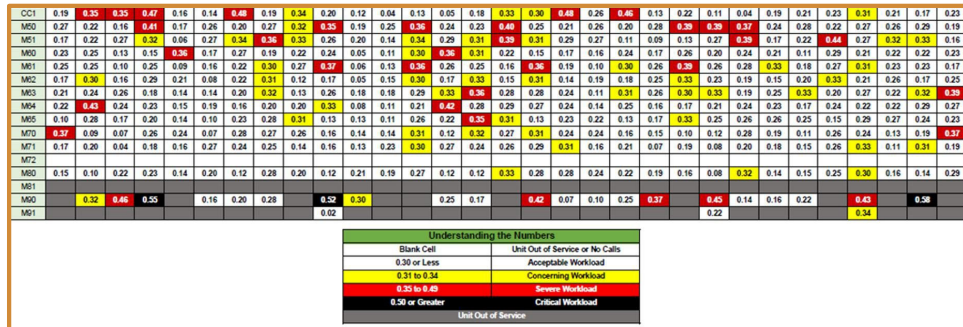 CC1 0.19 0.35 0.35 0.47 0.16 0.14 0.48 0.19 0.34 0.20 0.12 0.04 0.13 0.05 0.18 0.33 0.30 0.48 0.26 0.46 0.13 0.22 0.11 0.04 0.19 0.21 0.23 0.31 0.21 0.17 0.23
M50 0.27 0.22 0.16 0.41 0.17 0.26 0.20 0.20 0.32 0.35 0.19 0.25 0.36 0.24 0.23 0.40 0.25 0.21 0.26 0.20 0.28 0.39 0.39 0.37 0.24 0.28 0.23 0.27 0.26 0.29 0.19
M51 0.17 0.22 0.27 0.32 0.06 0.27 0.34 0.36 0.33 0.26 0.20 0.14 0.34 0.29 0.31 0.39 0.31 0.29 0.27 0.11 0.09 0.13 0.27 0.39 0.17 0.22 0.44 0.27 0.32 0.33 0.16
M60 0.23 0.25 0.13 0.15 0.36 0.17 0.27 0.19 0.22 0.24 0.05 0.11 0.30 0.36 0.31 0.22 0.15 0.17 0.16 0.24 0.17 0.26 0.20 0.24 0.21 0.11 0.29 0.21 0.22 0.22 0.23
M61 0.25 0.25 0.10 0.25 0.09 0.16 0.22 0.30 0.27 0.37 0.06 0.13 0.36 0.26 0.25 0.16 0.36 0.19 0.10 0.30 0.26 0.39 0.26 0.28 0.33 0.18 0.27 0.31 0.23 0.23 0.17
M62 0.17 0.30 0.16 0.29 0.21 0.08 0.22 0.31 0.12 0.17 0.05 0.15 0.30 0.17 0.33 0.15 0.31 0.14 0.19 0.18 0.25 0.33 0.23 0.19 0.15 0.20 0.33 0.21 0.26 0.17 0.25
M63 0.21 0.24 0.26 0.18 0.14 0.14 0.20 0.32 0.13 0.26 0.18 0.18 0.29 0.33 0.36 0.28 0.28 0.24 0.11 0.31 0.26 0.30 0.33 0.19 0.25 0.33 0.20 0.27 0.22 0.32 0.39
M64 0.22 0.43 0.24 0.23 0.15 0.19 0.16 0.20 0.20 0.33 0.08 0.11 0.21 0.42 0.28 0.29 0.27 0.24 0.14 0.25 0.16 0.17 0.21 0.24 0.23 0.17 0.24 0.22 0.22 0.29 0.27
M65 0.10 0.28 0.17 0.20 0.14 0.10 0.23 0.28 0.31 0.13 0.13 0.11 0.26 0.22 0.35 0.31 0.13 0.23 0.22 0.13 0.17 0.33 0.25 0.26 0.26 0.25 0.15 0.29 0.27 0.24 0.23
M70 0.37 0.09 0.07 0.26 0.24 0.07 0.28 0.27 0.26 0.16 0.14 0.14 0.31 0.12 0.32 0.27 0.31 0.24 0.24 0.16 0.15 0.10 0.12 0.28 0.19 0.11 0.26 0.24 0.13 0.19 0.37
M71 0.17 0.20 0.04 0.18 0.16 0.27 0.24 0.25 0.14 0.16 0.13 0.23 0.30 0.27 0.24 0.26 0.29 0.31 0.16 0.21 0.07 0.19 0.08 0.20 0.18 0.15 0.26 0.33 0.11 0.31 0.19
M72
M80 0.15 0.10 0.22 0.23 0.14 0.20 0.12 0.28 0.20 0.12 0.21 0.19 0.27 0.12 0.12 0.33 0.28 0.28 0.24 0.22 0.19 0.16 0.08 0.32 0.14 0.15 0.25 0.30 0.16 0.14 0.29
M81
M90 0.32 0.46 0.55 0.16 0.20 0.28 0.52 0.30 0.25 0.17 0.42 0.07 0.10 0.25 0.37 0.45 0.14 0.16 0.22 0.43 0.58
M91 0.02 0.22 0.34
Understanding the Numbers
Blank Cell Unit Out of Service or No Calls
0.30 or Less Acceptable Workload
0.31 to 0.34 Concerning Workload
0.35 to 0.49 Severe Workload
0.50 or Greater Critical Workload
Unit Out of Service